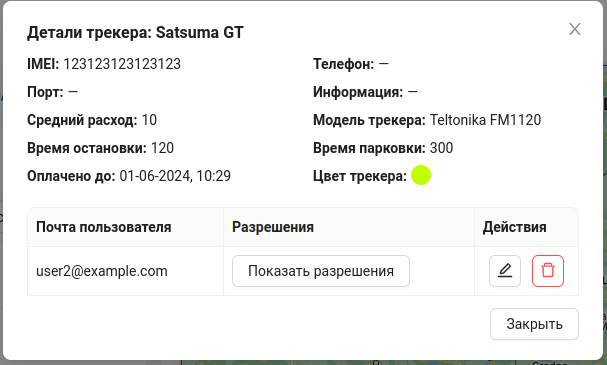 Детали трекера: Satsuma GT
IMEI: 123123123123123
Телефон: —
Порт: —
Информация: —
Средний расход: 10
Модель трекера: Teltonika FM1120
Время остановки: 120
Время парковки: 300
Оплачено до: 01-06-2024, 10:29
Цвет трекера:
Почта пользователя
Разрешения
Действия
user2@example.com
Показать разрешения
Закрыть